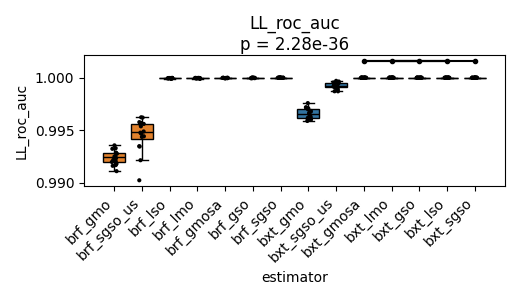 LL_roc_auc
p = 2.28e-36
LL_roc_auc
1.000
0.995
0.990
brf_gmo
brf_sgso_us
brf_lso
brf_lmo
brf_gmosa
brf_gso
brf_sgso
bxt_gmo
bxt_sgso_us
bxt_gmosa
bxt_lmo
bxt_gso
bxt_lso
bxt_sgso
estimator